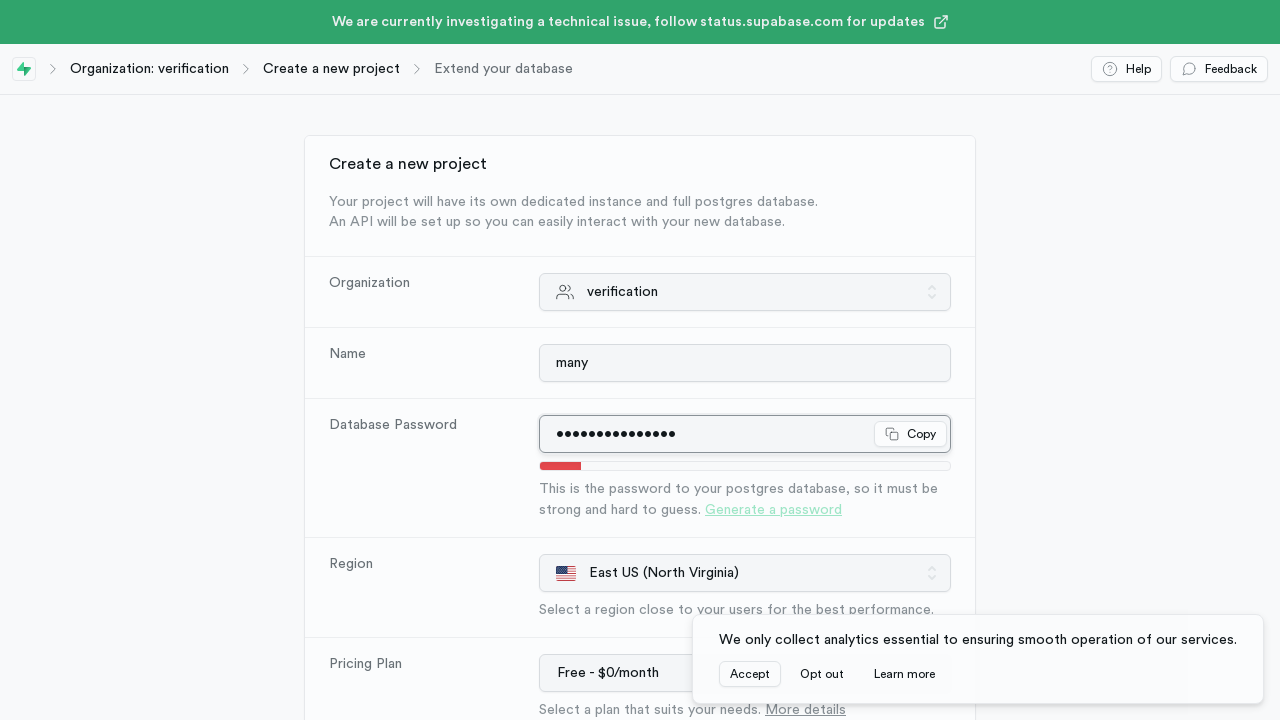 We are currently investigating a technical issue, follow status.supabase.com for updates
Organization: verification
Create a new project
Extend your database
Help
Feedback
Create a new project
Your project will have its own dedicated instance and full postgres database.
An API will be set up so you can easily interact with your new database.
Organization
verification
Name
many
Database Password
•••••••••••••••
Copy
This is the password to your postgres database, so it must be
strong and hard to guess. Generate a password
Region
East US (North Virginia)
Select a region close to your users for the best performance.
Pricing Plan
Free - $0/month
Select a plan that suits your needs. More details
We only collect analytics essential to ensuring smooth operation of our services.
Accept
Opt out
Learn more